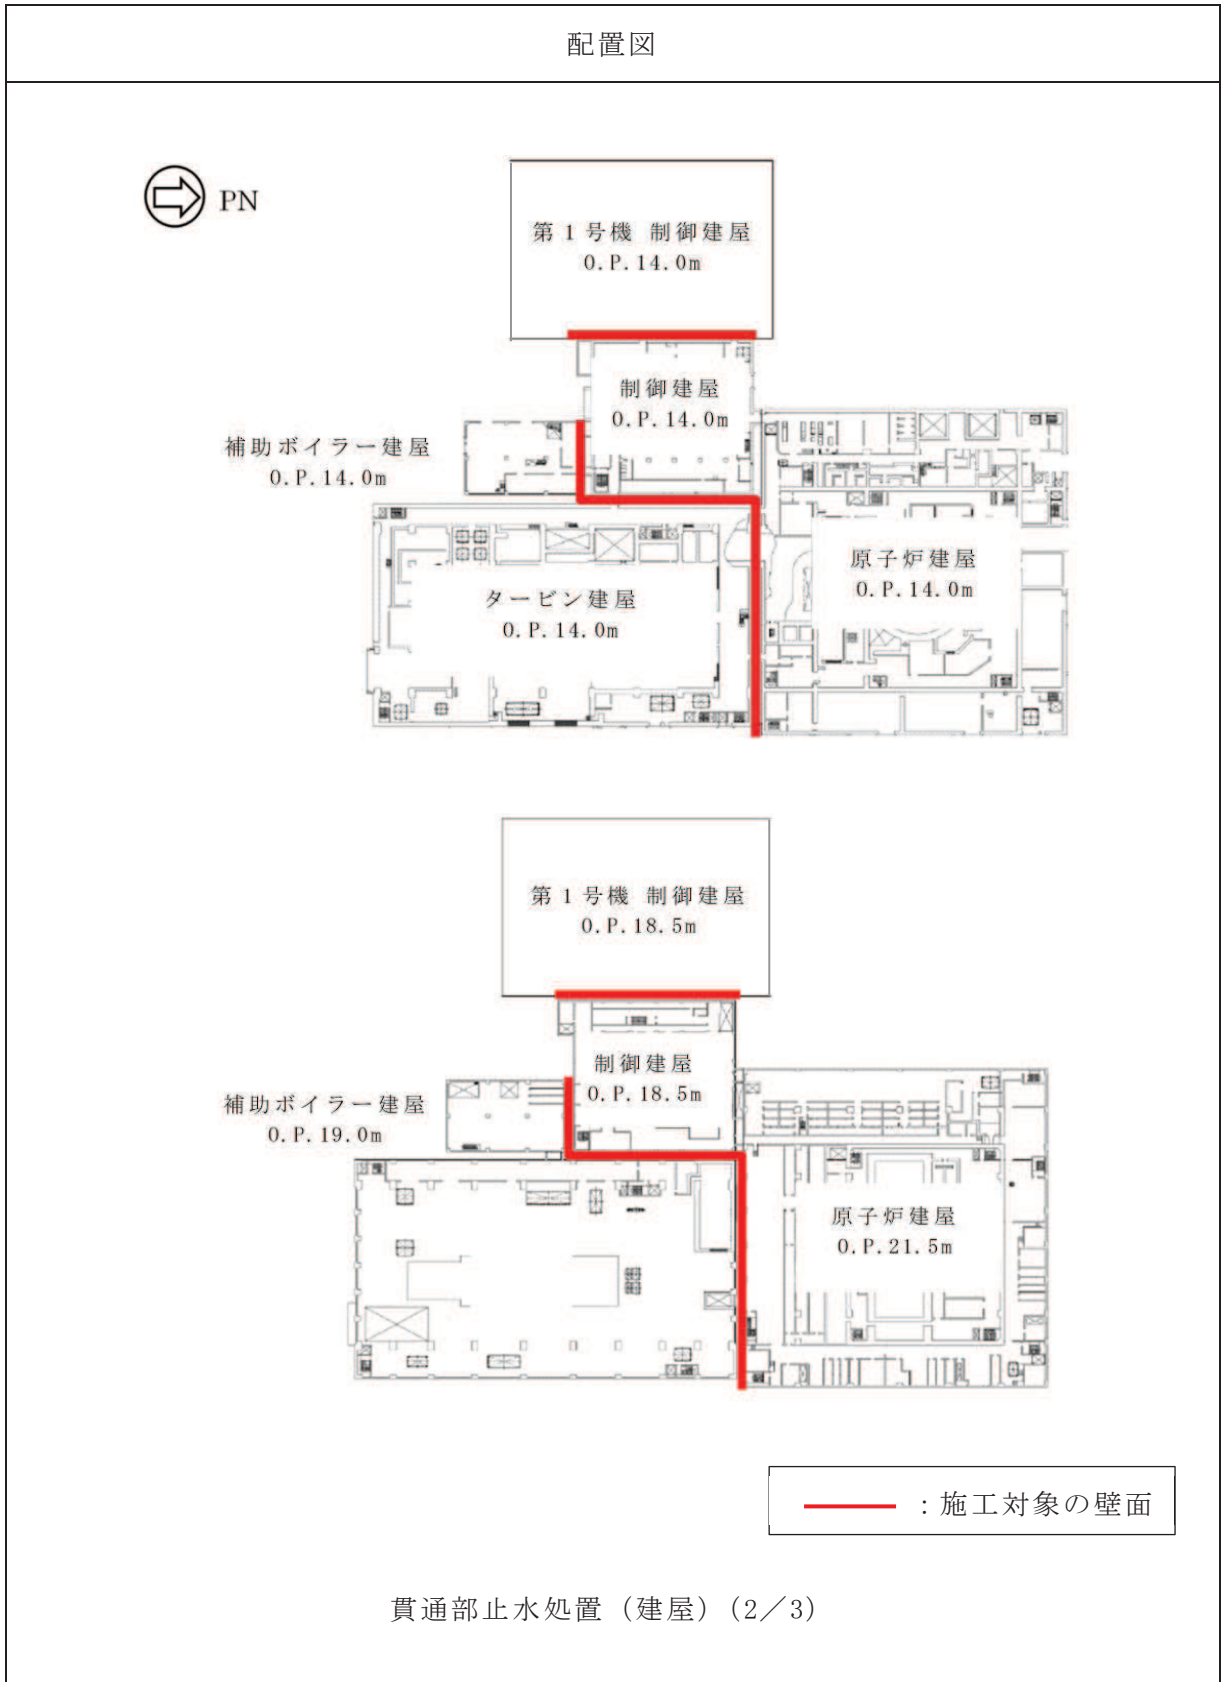 配置図
PN
第1号機 制御建屋
O.P.14.0m
制御建屋
O.P.14.0m
補助ボイラー建屋
O.P.14.0m
原子炉建屋
O.P.14.0m
タービン建屋
O.P.14.0m
第1号機 制御建屋
O.P.18.5m
制御建屋
O.P.18.5m
補助ボイラー建屋
O.P.19.0m
原子炉建屋
O.P.21.5m
：施工対象の壁面
貫通部止水処置（建屋）（2／3）